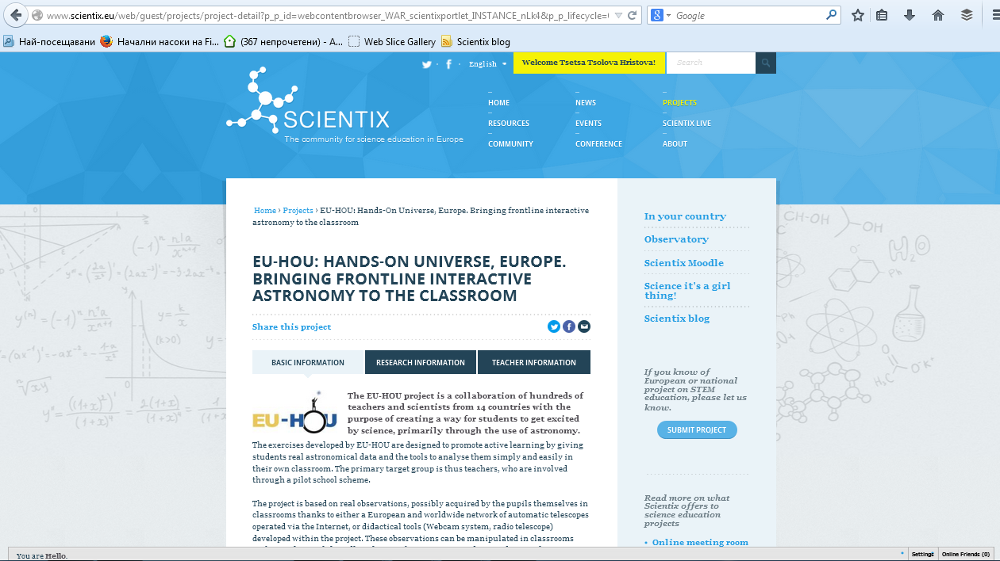 www.scientix.eu/web/guest/projects/project-detail?p_p_id=webcontentbrowser_WAR_scientixportlet_INSTANCE_nLk4&p_p_lifecycle=
Google
Най-посещавани
Начални насоки на Fi...
(367 непрочетени) - А...
Web Slice Gallery
Scientix blog
English
Welcome Tsetsa Tsolova Hristova!
Search
SCIENTIX
The community for science education in Europe
HOME
NEWS
PROJECTS
RESOURCES
EVENTS
SCIENTIX LIVE
COMMUNITY
CONFERENCE
ABOUT
Home › Projects › EU-HOU: Hands-On Universe, Europe. Bringing frontline interactive
astronomy to the classroom
EU-HOU: HANDS-ON UNIVERSE, EUROPE.
BRINGING FRONTLINE INTERACTIVE
ASTRONOMY TO THE CLASSROOM
Share this project
BASIC INFORMATION
RESEARCH INFORMATION
TEACHER INFORMATION
EU-HOU
The EU-HOU project is a collaboration of hundreds of
teachers and scientists from 14 countries with the
purpose of creating a way for students to get excited
by science, primarily through the use of astronomy.
The exercises developed by EU-HOU are designed to promote active learning by giving
students real astronomical data and the tools to analyse them simply and easily in
their own classroom. The primary target group is thus teachers, who are involved
through a pilot school scheme.
The project is based on real observations, possibly acquired by the pupils themselves in
classrooms thanks to either a European and worldwide network of automatic telescopes
operated via the Internet, or didactical tools (Webcam system, radio telescope)
developed within the project. These observations can be manipulated in classrooms
In your country
Observatory
Scientix Moodle
Science it's a girl
thing!
Scientix blog
If you know of
European or national
project on STEM
education, please let us
know.
SUBMIT PROJECT
Read more on what
Scientix offers to
science education
projects
• Online meeting room
You are Hello.
Settings
Online Friends (0)